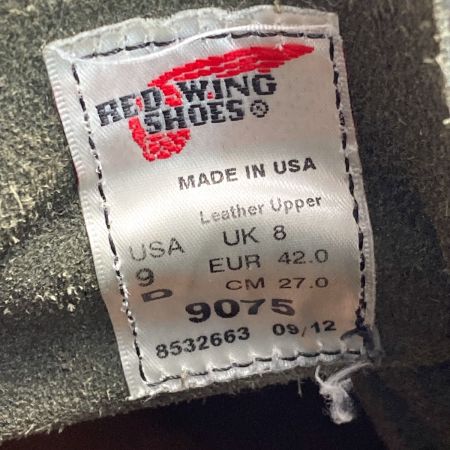 RED WING
SHOES®
MADE IN USA
Leather Upper
USA UK 8
9 EUR 42.0
D CM 27.0
9075
8532663 09/12